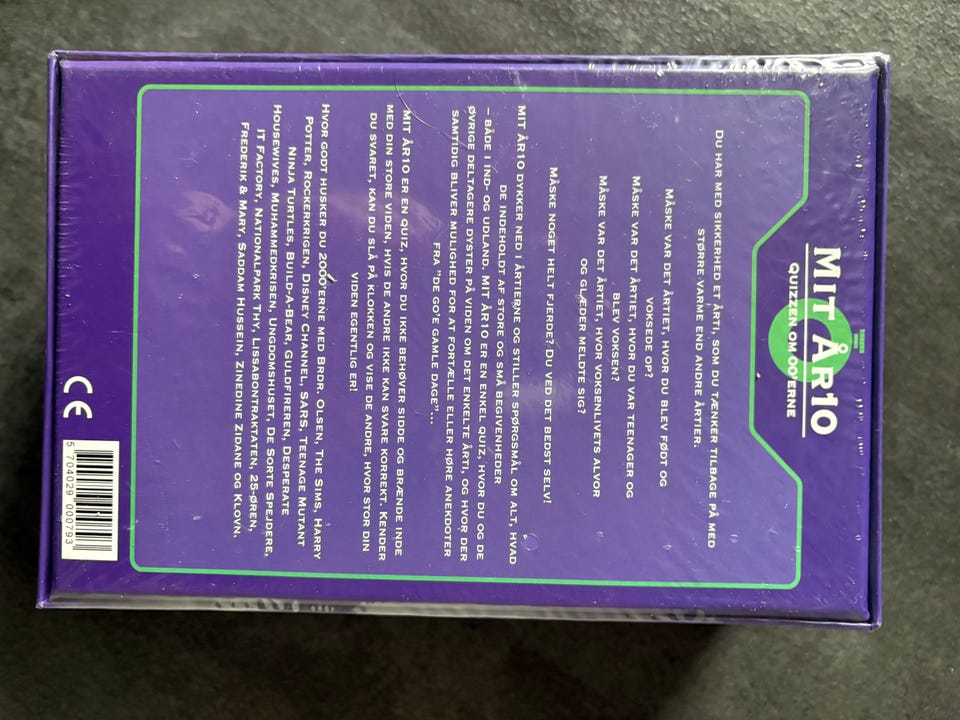 MIT ÅR10
QUIZZEN OM 00'ERNE
DU HAR MED SIKKERHED ET ÅRTI, SOM DU TÆNKER TILBAGE PÅ MED
STØRRE VARME END ANDRE ÅRTIER.
MÅSKE VAR DET ÅRTIET, HVOR DU BLEV FØDT OG
VOKSEDE OP?
MÅSKE VAR DET ÅRTIET, HVOR DU VAR TEENAGER OG
BLEV VOKSEN?
MÅSKE VAR DET ÅRTIET, HVOR VOKSENLIVETS ALVOR
OG GLÆDER MELDTE SIG?
MÅSKE NOGET HELT FJERDE? DU VED DET BEDST SELV!
MIT ÅR10 DYKKER NED I ÅRTIERNE OG STILLER SPØRGSMÅL OM ALT, HVAD
DE INDEHOLDT AF STORE OG SMÅ BEGIVENHEDER
– BÅDE I IND- OG UDLAND. MIT ÅR10 ER EN ENKEL QUIZ, HVOR DU OG DE
ØVRIGE DELTAGERE DYSTER PÅ VIDEN OM DET ENKELTE ÅRTI, OG HVOR DER
SAMTIDIG BLIVER MULIGHED FOR AT FORTÆLLE ELLER HØRE ANEKDOTER
FRA "DE GO'E GAMLE DAGE"...
MIT ÅR10 ER EN QUIZ, HVOR DU IKKE BEHØVER SIDDE OG BRÆNDE INDE
MED DIN STORE VIDEN, HVIS DE ANDRE IKKE KAN SVARE KORREKT. KENDER
DU SVARET, KAN DU SLÅ PÅ KLOKKEN OG VISE DE ANDRE, HVOR STOR DIN
VIDEN EGENTLIG ER!
HVOR GODT HUSKER DU 2000'ERNE MED BRDR. OLSEN, THE SIMS, HARRY
POTTER, ROCKERKRIGEN, DISNEY CHANNEL, SARS, TEENAGE MUTANT
NINJA TURTLES, BUILD-A-BEAR, GULDFIREREN, DESPERATE
HOUSEWIVES, MUHAMMEDKRISEN, UNGDOMSHUSET, DE SORTE SPEJDERE,
IT FACTORY, NATIONALPARK THY, LISSABONTRAKTATEN, 25-ØREN,
FREDERIK & MARY, SADDAM HUSSEIN, ZINEDINE ZIDANE OG KLOVN.
CE
5 704029 000793